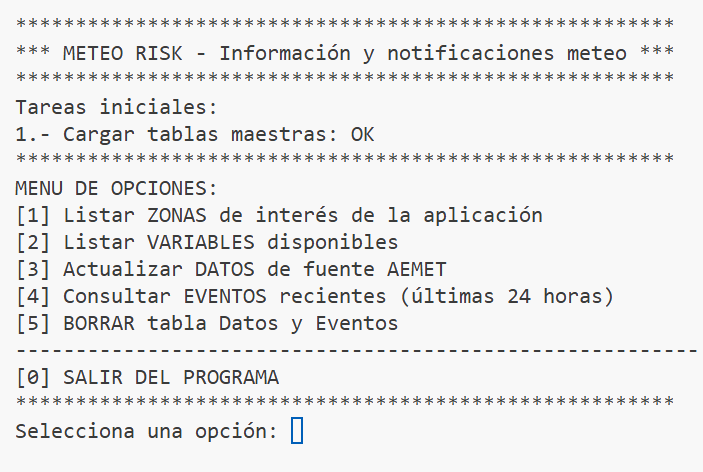 *******************************************************
*** METEO RISK - Información y notificaciones meteo ***
*******************************************************
Tareas iniciales:
1.- Cargar tablas maestras: OK
*******************************************************
MENU DE OPCIONES:
[1] Listar ZONAS de interés de la aplicación
[2] Listar VARIABLES disponibles
[3] Actualizar DATOS de fuente AEMET
[4] Consultar EVENTOS recientes (últimas 24 horas)
[5] BORRAR tabla Datos y Eventos
---------------------------------------------------------
[0] SALIR DEL PROGRAMA
*******************************************************
Selecciona una opción: